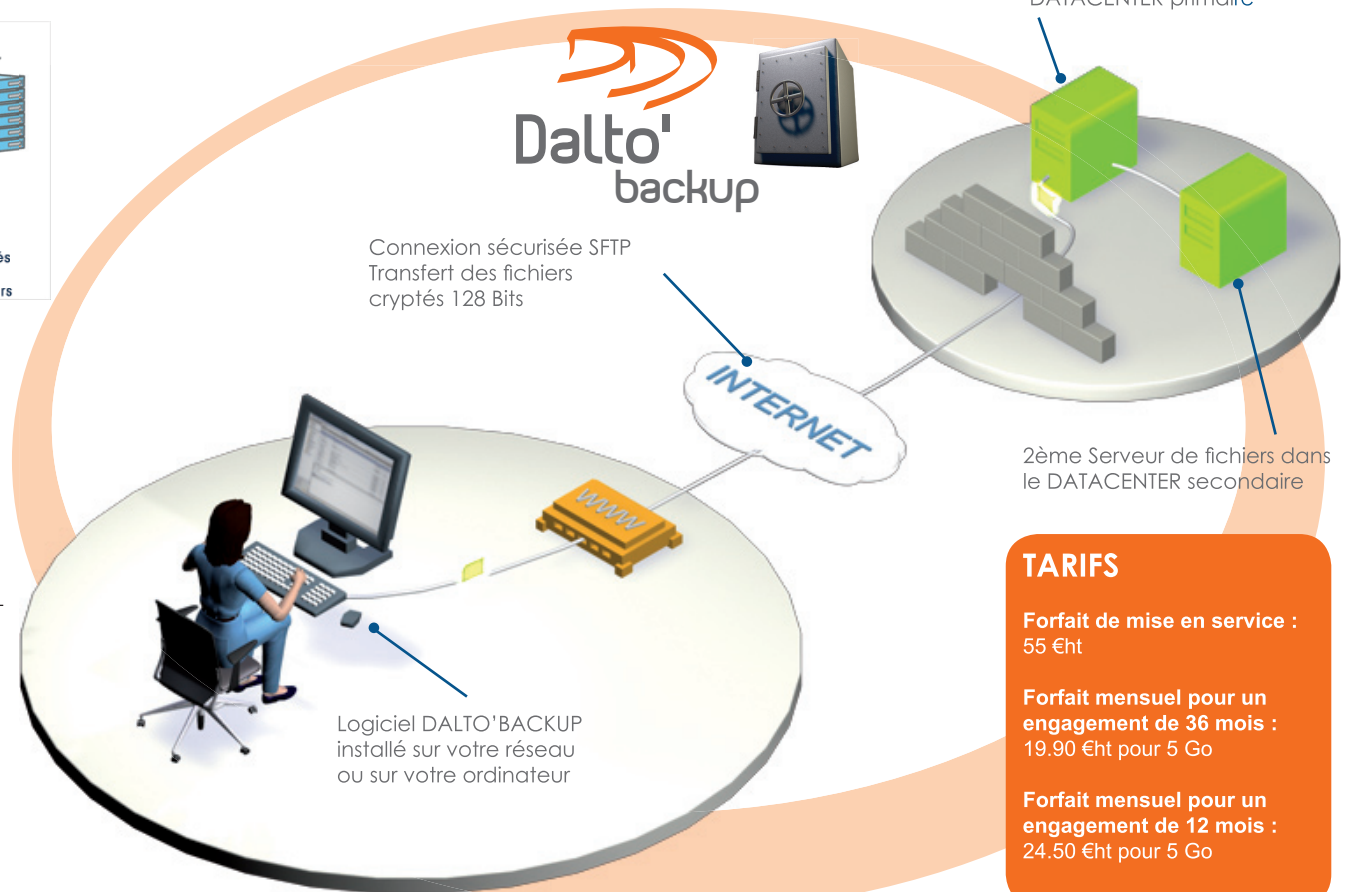 DATACENTER primaire
Dalto'
backup
és
rs
Connexion sécurisée SFTP
Transfert des fichiers
cryptés 128 Bits
INTERNET
www
2ème Serveur de fichiers dans
le DATACENTER secondaire
Logiciel DALTO'BACKUP
installé sur votre réseau
ou sur votre ordinateur
TARIFS
Forfait de mise en service :
55 €ht
Forfait mensuel pour un
engagement de 36 mois :
19.90 €ht pour 5 Go
Forfait mensuel pour un
engagement de 12 mois :
24.50 €ht pour 5 Go